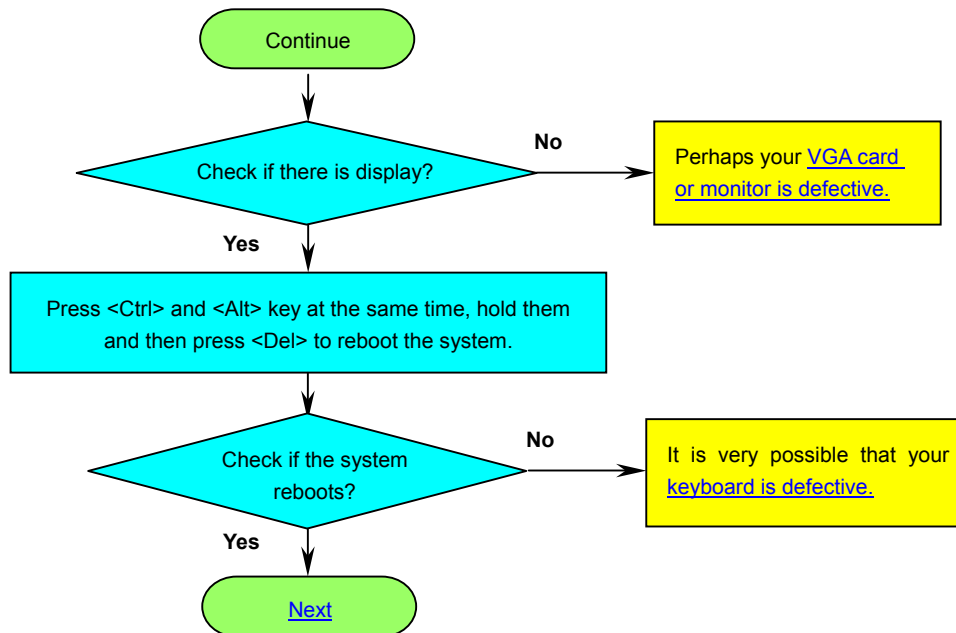 Continue
Check if there is display?
No
Perhaps your VGA card
or monitor is defective.
Yes
Press <Ctrl> and <Alt> key at the same time, hold them
and then press <Del> to reboot the system.
Check if the system
reboots?
No
It is very possible that your
keyboard is defective.
Yes
Next